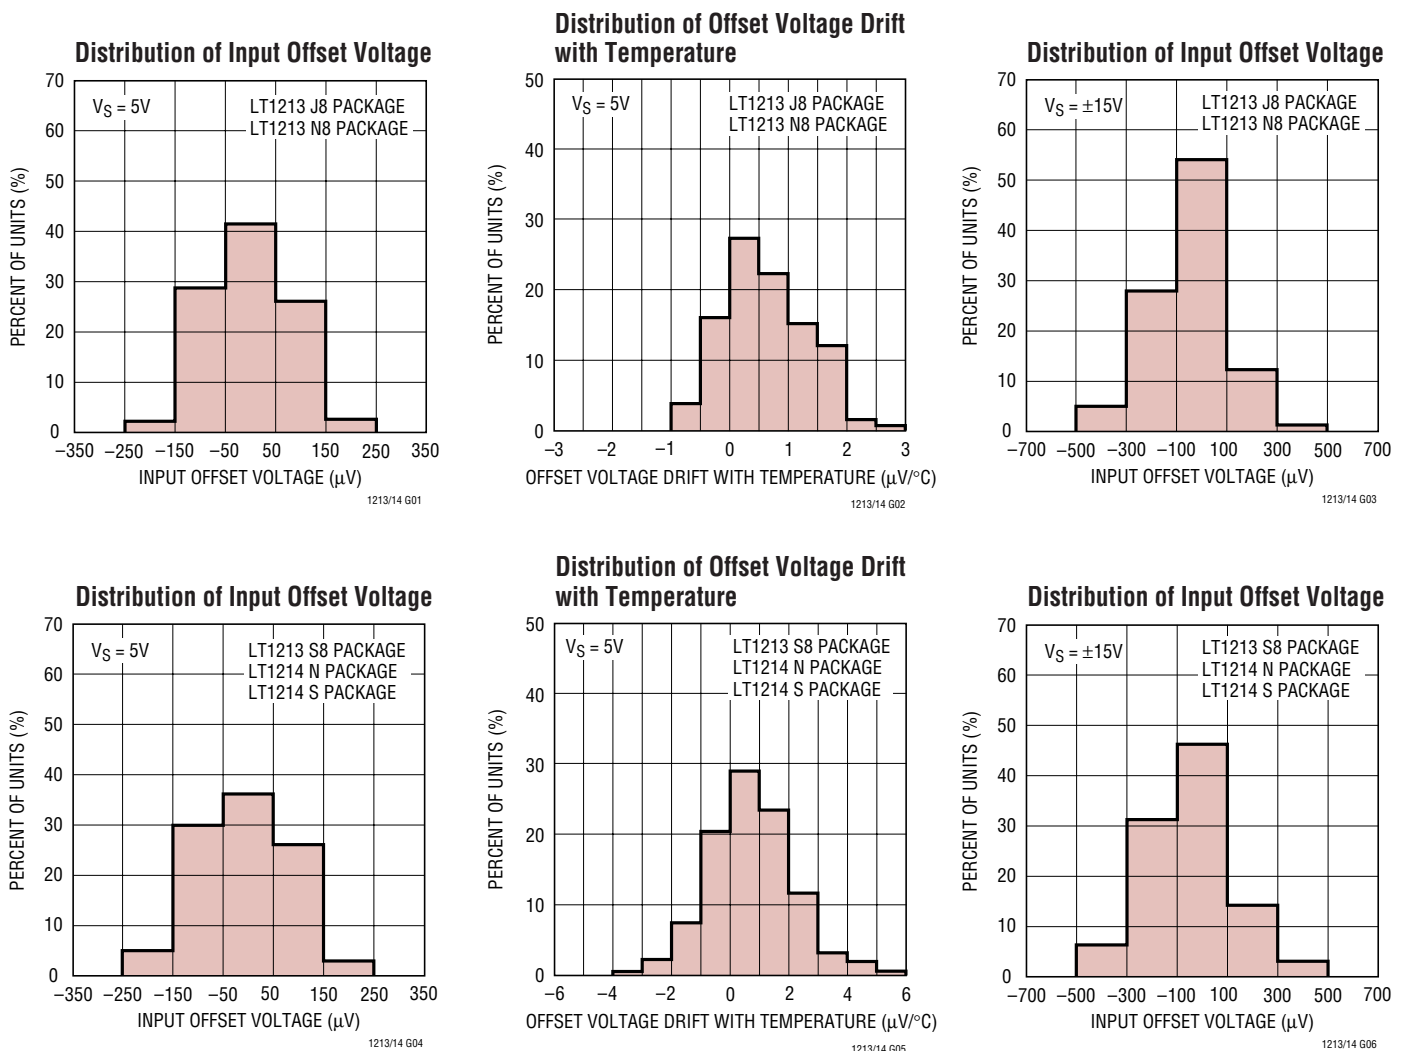 Distribution of Input Offset Voltage
PERCENT OF UNITS (%)
70
60
50
40
30
20
10
0
VS = 5V
LT1213 J8 PACKAGE
LT1213 N8 PACKAGE
–350 –250 –150 –50 50 150 250 350
INPUT OFFSET VOLTAGE (µV)
1213/14 G01
Distribution of Offset Voltage Drift
with Temperature
PERCENT OF UNITS (%)
50
40
30
20
10
0
VS = 5V
LT1213 J8 PACKAGE
LT1213 N8 PACKAGE
–3 –2 –1 0 1 2 3
OFFSET VOLTAGE DRIFT WITH TEMPERATURE (µV/°C)
1213/14 G02
Distribution of Input Offset Voltage
PERCENT OF UNITS (%)
70
60
50
40
30
20
10
0
VS = ±15V
LT1213 J8 PACKAGE
LT1213 N8 PACKAGE
–700 –500 –300 –100 100 300 500 700
INPUT OFFSET VOLTAGE (µV)
1213/14 G03
Distribution of Input Offset Voltage
PERCENT OF UNITS (%)
70
60
50
40
30
20
10
0
VS = 5V
LT1213 S8 PACKAGE
LT1214 N PACKAGE
LT1214 S PACKAGE
–350 –250 –150 –50 50 150 250 350
INPUT OFFSET VOLTAGE (µV)
1213/14 G04
Distribution of Offset Voltage Drift
with Temperature
PERCENT OF UNITS (%)
50
40
30
20
10
0
VS = 5V
LT1213 S8 PACKAGE
LT1214 N PACKAGE
LT1214 S PACKAGE
–6 –4 –2 0 2 4 6
OFFSET VOLTAGE DRIFT WITH TEMPERATURE (µV/°C)
1213/14 G05
Distribution of Input Offset Voltage
PERCENT OF UNITS (%)
70
60
50
40
30
20
10
0
VS = ±15V
LT1213 S8 PACKAGE
LT1214 N PACKAGE
LT1214 S PACKAGE
–700 –500 –300 –100 100 300 500 700
INPUT OFFSET VOLTAGE (µV)
1213/14 G06